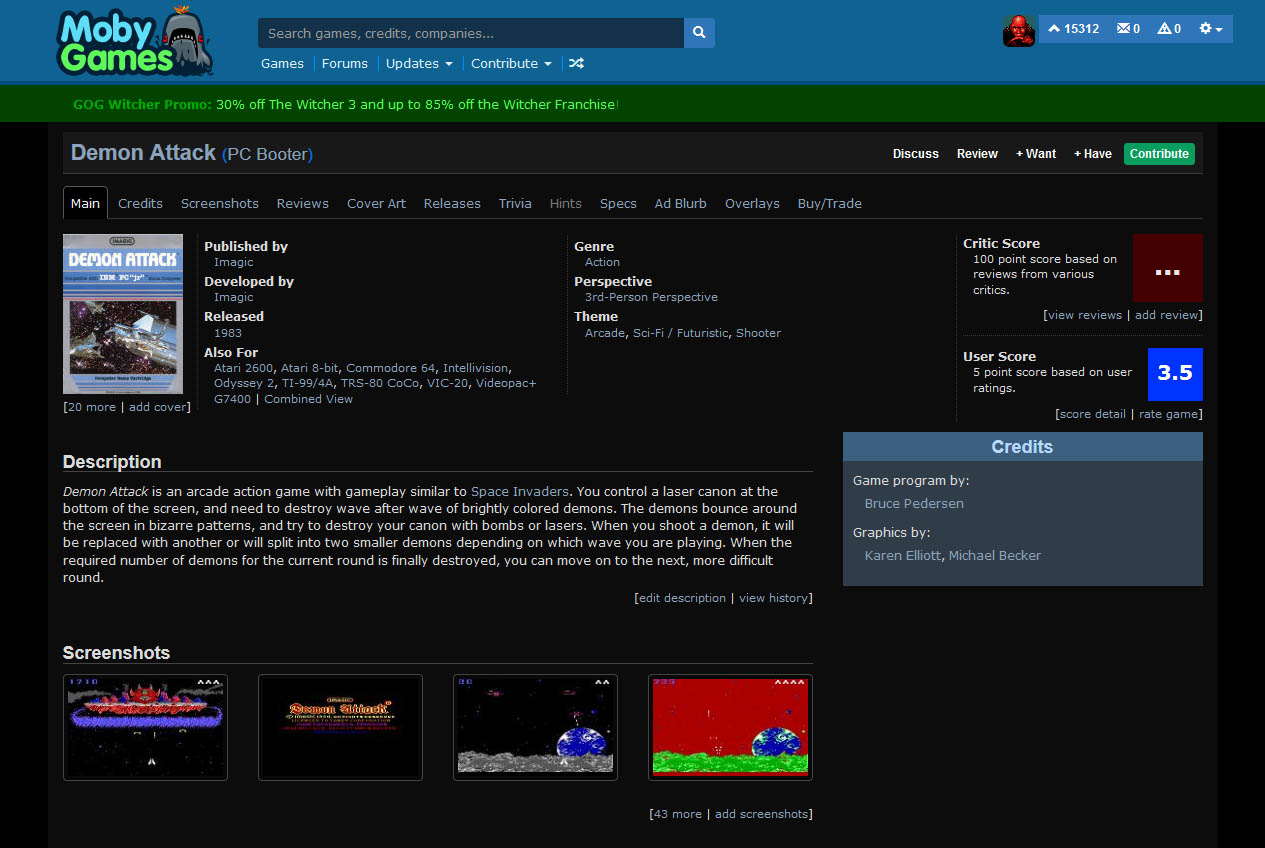 Moby Games
Search games, credits, companies...
15312 0 0
Games Forums Updates Contribute
GOG Witcher Promo: 30% off The Witcher 3 and up to 85% off the Witcher Franchise!
Demon Attack (PC Booter)
Discuss Review + Want + Have Contribute
Main Credits Screenshots Reviews Cover Art Releases Trivia Hints Specs Ad Blurb Overlays Buy/Trade
IMAGIC
DEMON ATTACK
IBM PC"jr"
Computer Game Cartridge
[20 more | add cover]
Published by
Imagic
Developed by
Imagic
Released
1983
Also For
Atari 2600, Atari 8-bit, Commodore 64, Intellivision,
Odyssey 2, TI-99/4A, TRS-80 CoCo, VIC-20, Videopac+
G7400 | Combined View
Genre
Action
Perspective
3rd-Person Perspective
Theme
Arcade, Sci-Fi / Futuristic, Shooter
Critic Score
100 point score based on
reviews from various
critics.
...
[view reviews | add review]
User Score
5 point score based on user
ratings.
3.5
[score detail | rate game]
Description
Demon Attack is an arcade action game with gameplay similar to Space Invaders. You control a laser canon at the
bottom of the screen, and need to destroy wave after wave of brightly colored demons. The demons bounce around
the screen in bizarre patterns, and try to destroy your canon with bombs or lasers. When you shoot a demon, it will
be replaced with another or will split into two smaller demons depending on which wave you are playing. When the
required number of demons for the current round is finally destroyed, you can move on to the next, more difficult
round.
[edit description | view history]
Credits
Game program by:
Bruce Pedersen
Graphics by:
Karen Elliott, Michael Becker
Screenshots
1710
IMAGIC
Demon Attack
[43 more | add screenshots]